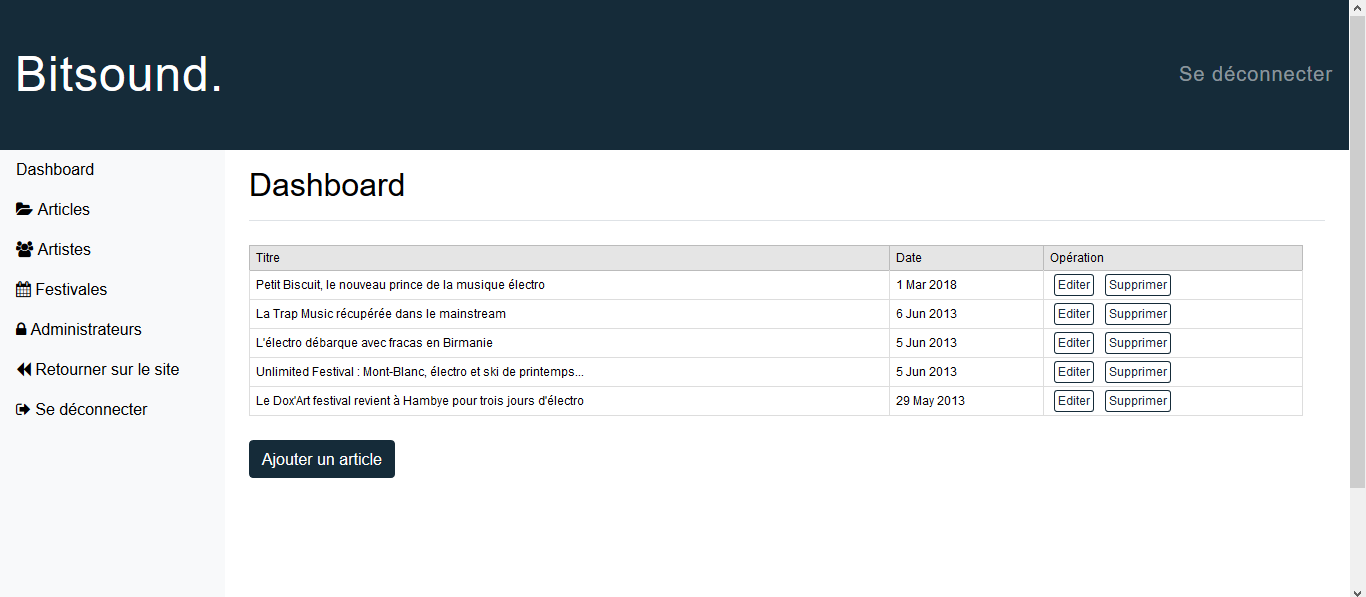 Bitsound.
Se déconnecter
Dashboard
Articles
Artistes
Festivales
Administrateurs
Retourner sur le site
Se déconnecter
Dashboard
Titre Date Opération
Petit Biscuit, le nouveau prince de la musique électro 1 Mar 2018 Editer Supprimer
La Trap Music récupérée dans le mainstream 6 Jun 2013 Editer Supprimer
L'électro débarque avec fracas en Birmanie 5 Jun 2013 Editer Supprimer
Unlimited Festival : Mont-Blanc, électro et ski de printemps... 5 Jun 2013 Editer Supprimer
Le Dox'Art festival revient à Hambye pour trois jours d'électro 29 May 2013 Editer Supprimer
Ajouter un article